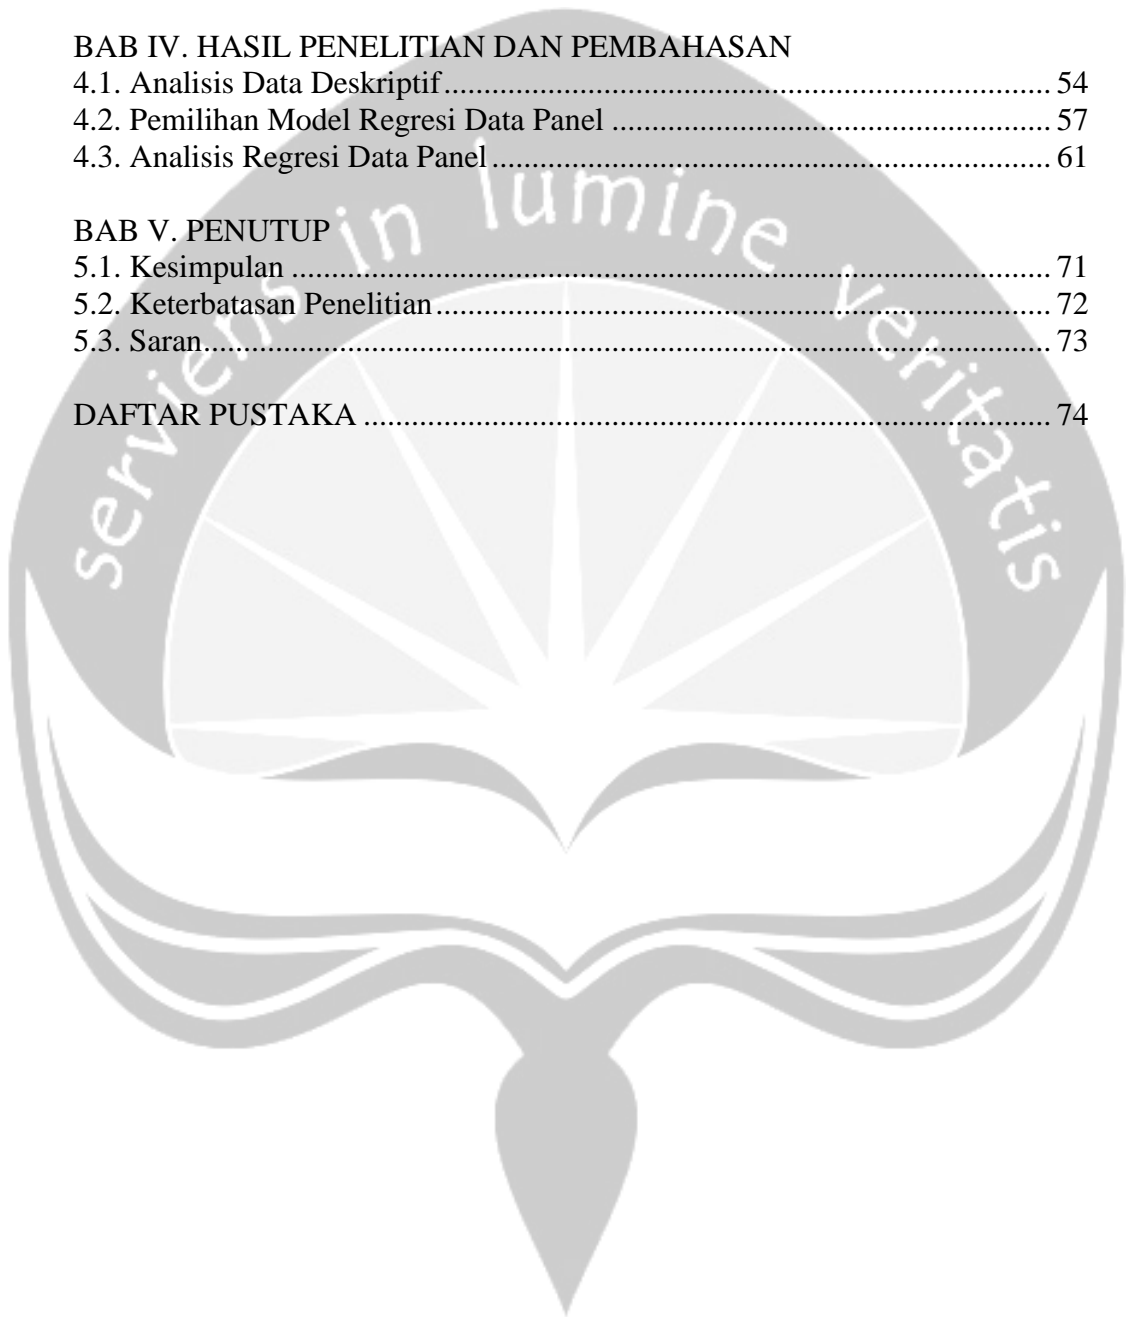 BAB IV. HASIL PENELITIAN DAN PEMBAHASAN
4.1. Analisis Data Deskriptif ........................................................................... 54
4.2. Pemilihan Model Regresi Data Panel ...................................................... 57
4.3. Analisis Regresi Data Panel ..................................................................... 61
BAB V. PENUTUP
5.1. Kesimpulan .............................................................................................. 71
5.2. Keterbatasan Penelitian ............................................................................ 72
5.3. Saran ......................................................................................................... 73
DAFTAR PUSTAKA ..................................................................................... 74
serviens in lumine veritatis